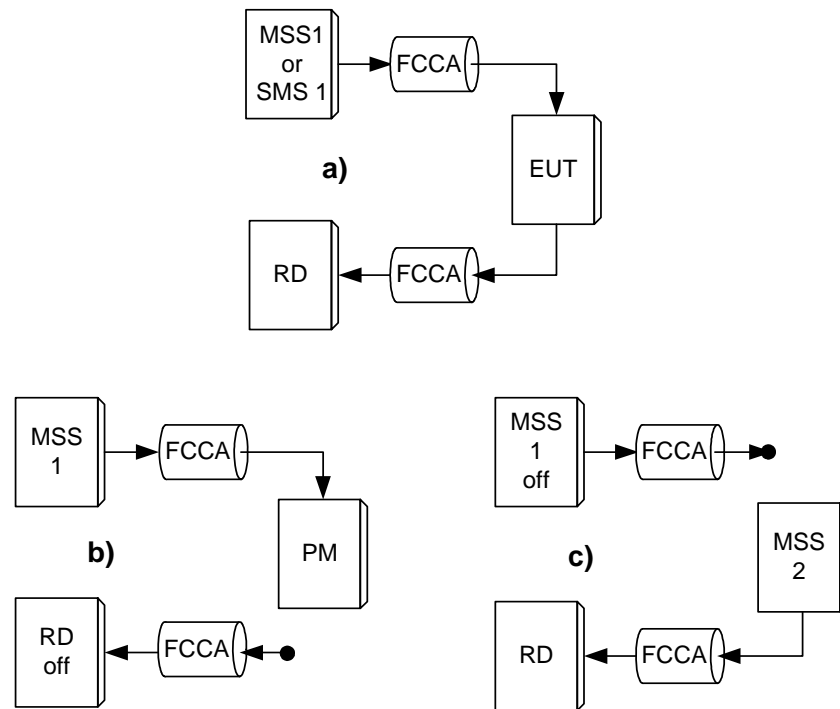 MSS1
or
SMS 1
FCCA
EUT
a)
RD
FCCA
MSS
1
FCCA
PM
b)
RD
off
FCCA
MSS
1
off
FCCA
MSS
2
c)
RD
FCCA